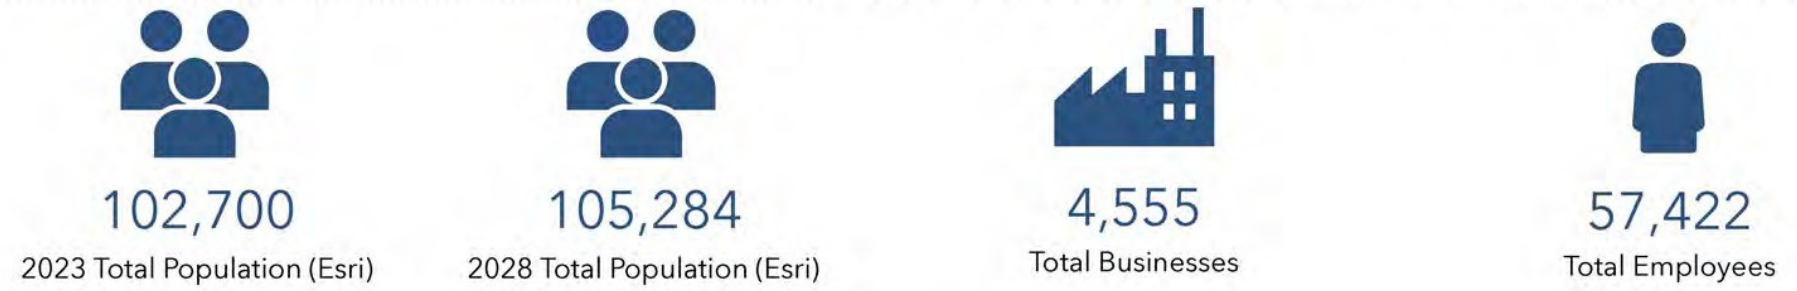 102,700
2023 Total Population (Esri)
105,284
2028 Total Population (Esri)
4,555
Total Businesses
57,422
Total Employees